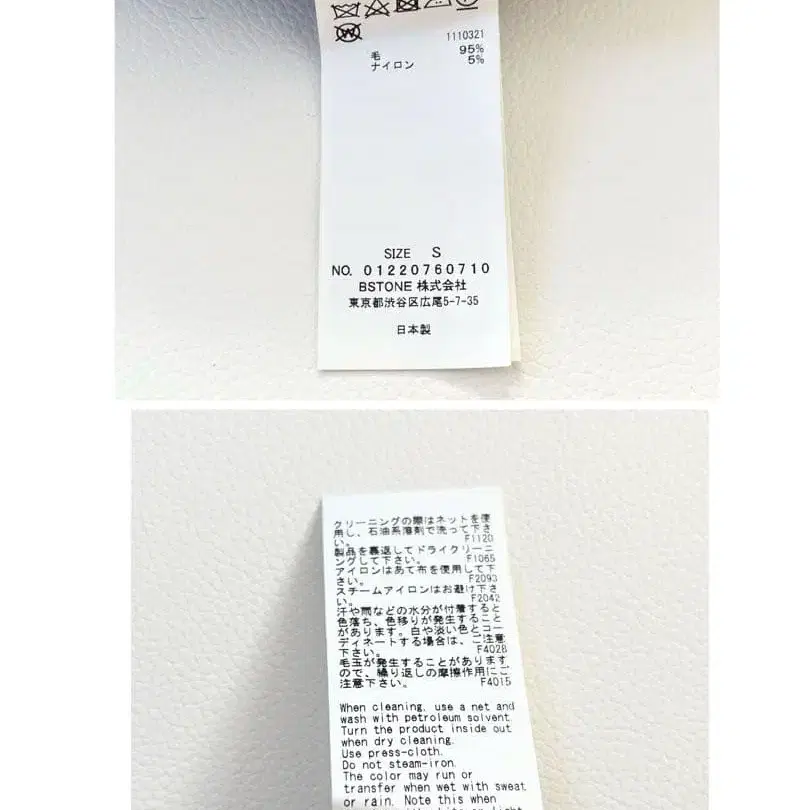 1110321
毛 95%
ナイロン 5%
SIZE S
NO. 01220760710
BSTONE 株式会社
東京都渋谷区広尾5-7-35
日本製
クリーニングの際はネットを使
用し、石油系溶剤で洗って下さ
い。 F1120
製品を裏返してドライクリーニ
ングして下さい。 F1065
アイロンはあて布を使用して下
さい。 F2093
スチームアイロンはお避け下さ
い。 F2042
汗や雨などの水分が付着すると
色落ち、色移りが発生すること
があります。白や淡い色とコー
ディネートする場合は、ご注意
下さい。 F4028
毛玉が発生することがあります
ので、繰り返しの摩擦作用にご
注意下さい。 F4015
When cleaning, use a net and
wash with petroleum solvent.
Turn the product inside out
when dry cleaning.
Use press-cloth.
Do not steam-iron.
The color may run or
transfer when wet with sweat
or rain. Note this when